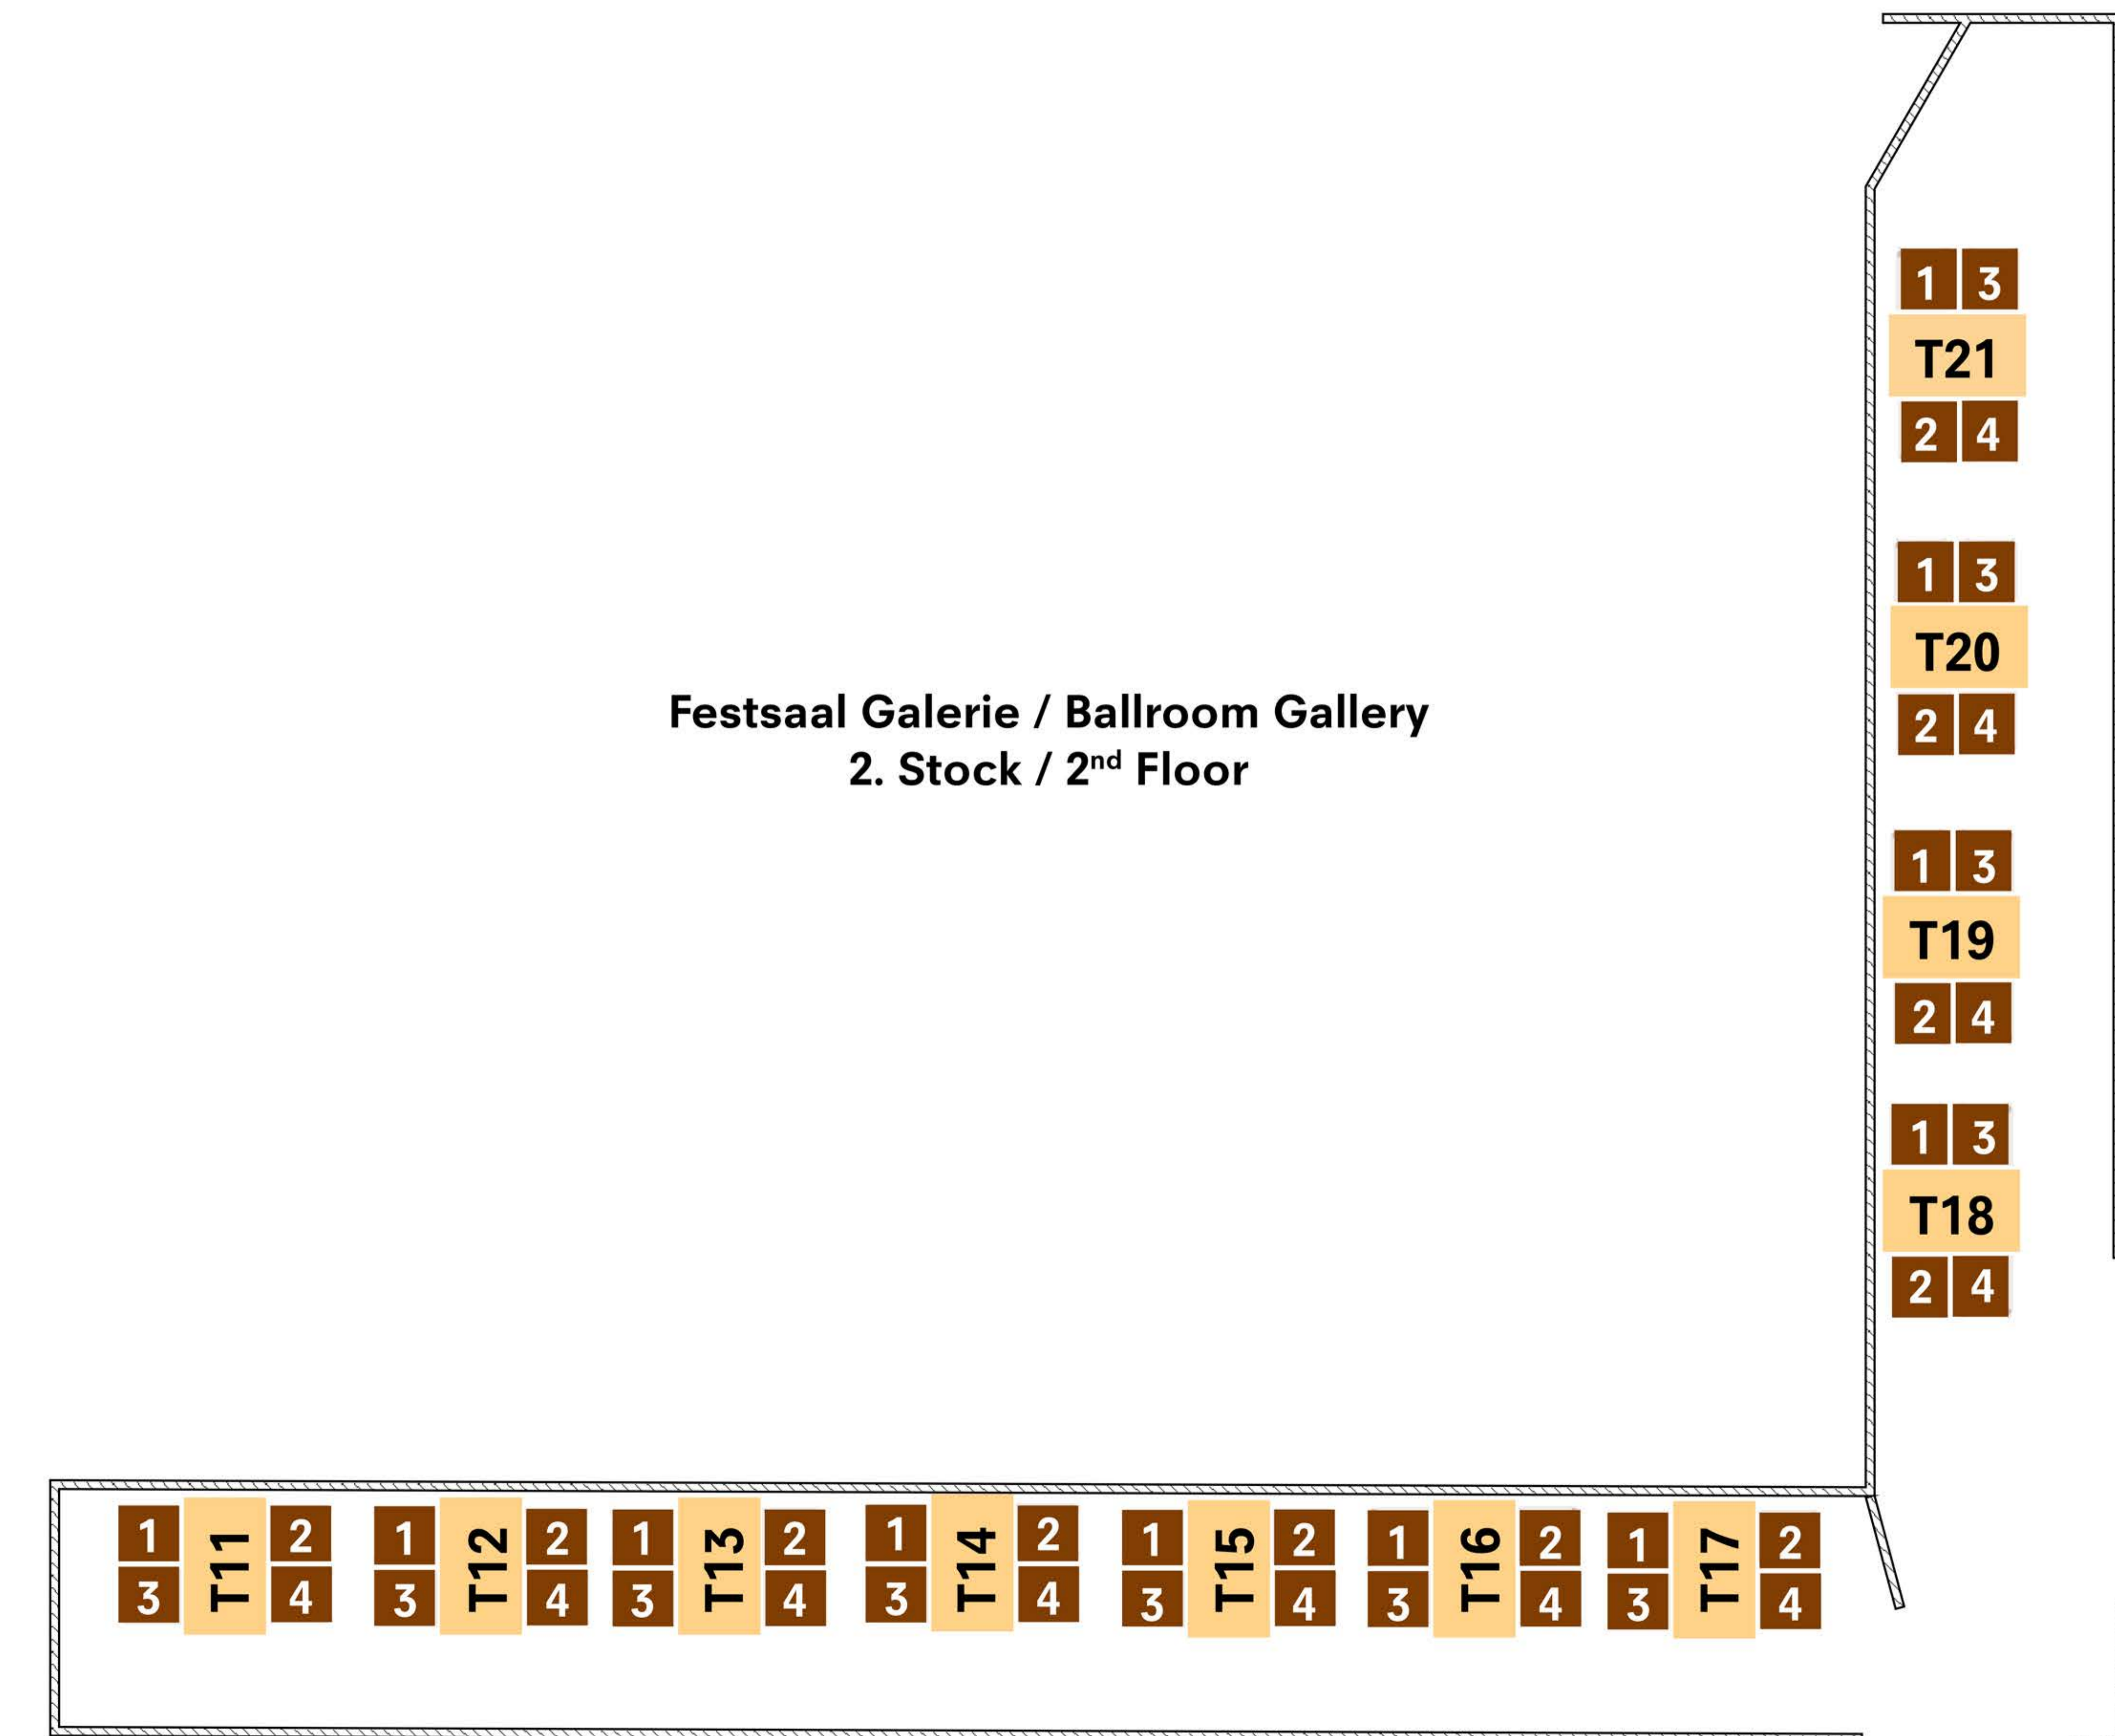 1 3
T21
2 4
1 3
T20
2 4
Festsaal Galerie / Ballroom Gallery
2. Stock / 2nd Floor
1 3
T19
2 4
1 3
T18
2 4
1 T11 2
3 4
1 T12 2
3 4
1 T13 2
3 4
1 T14 2
3 4
1 T15 2
3 4
1 T16 2
3 4
1 T17 2
3 4